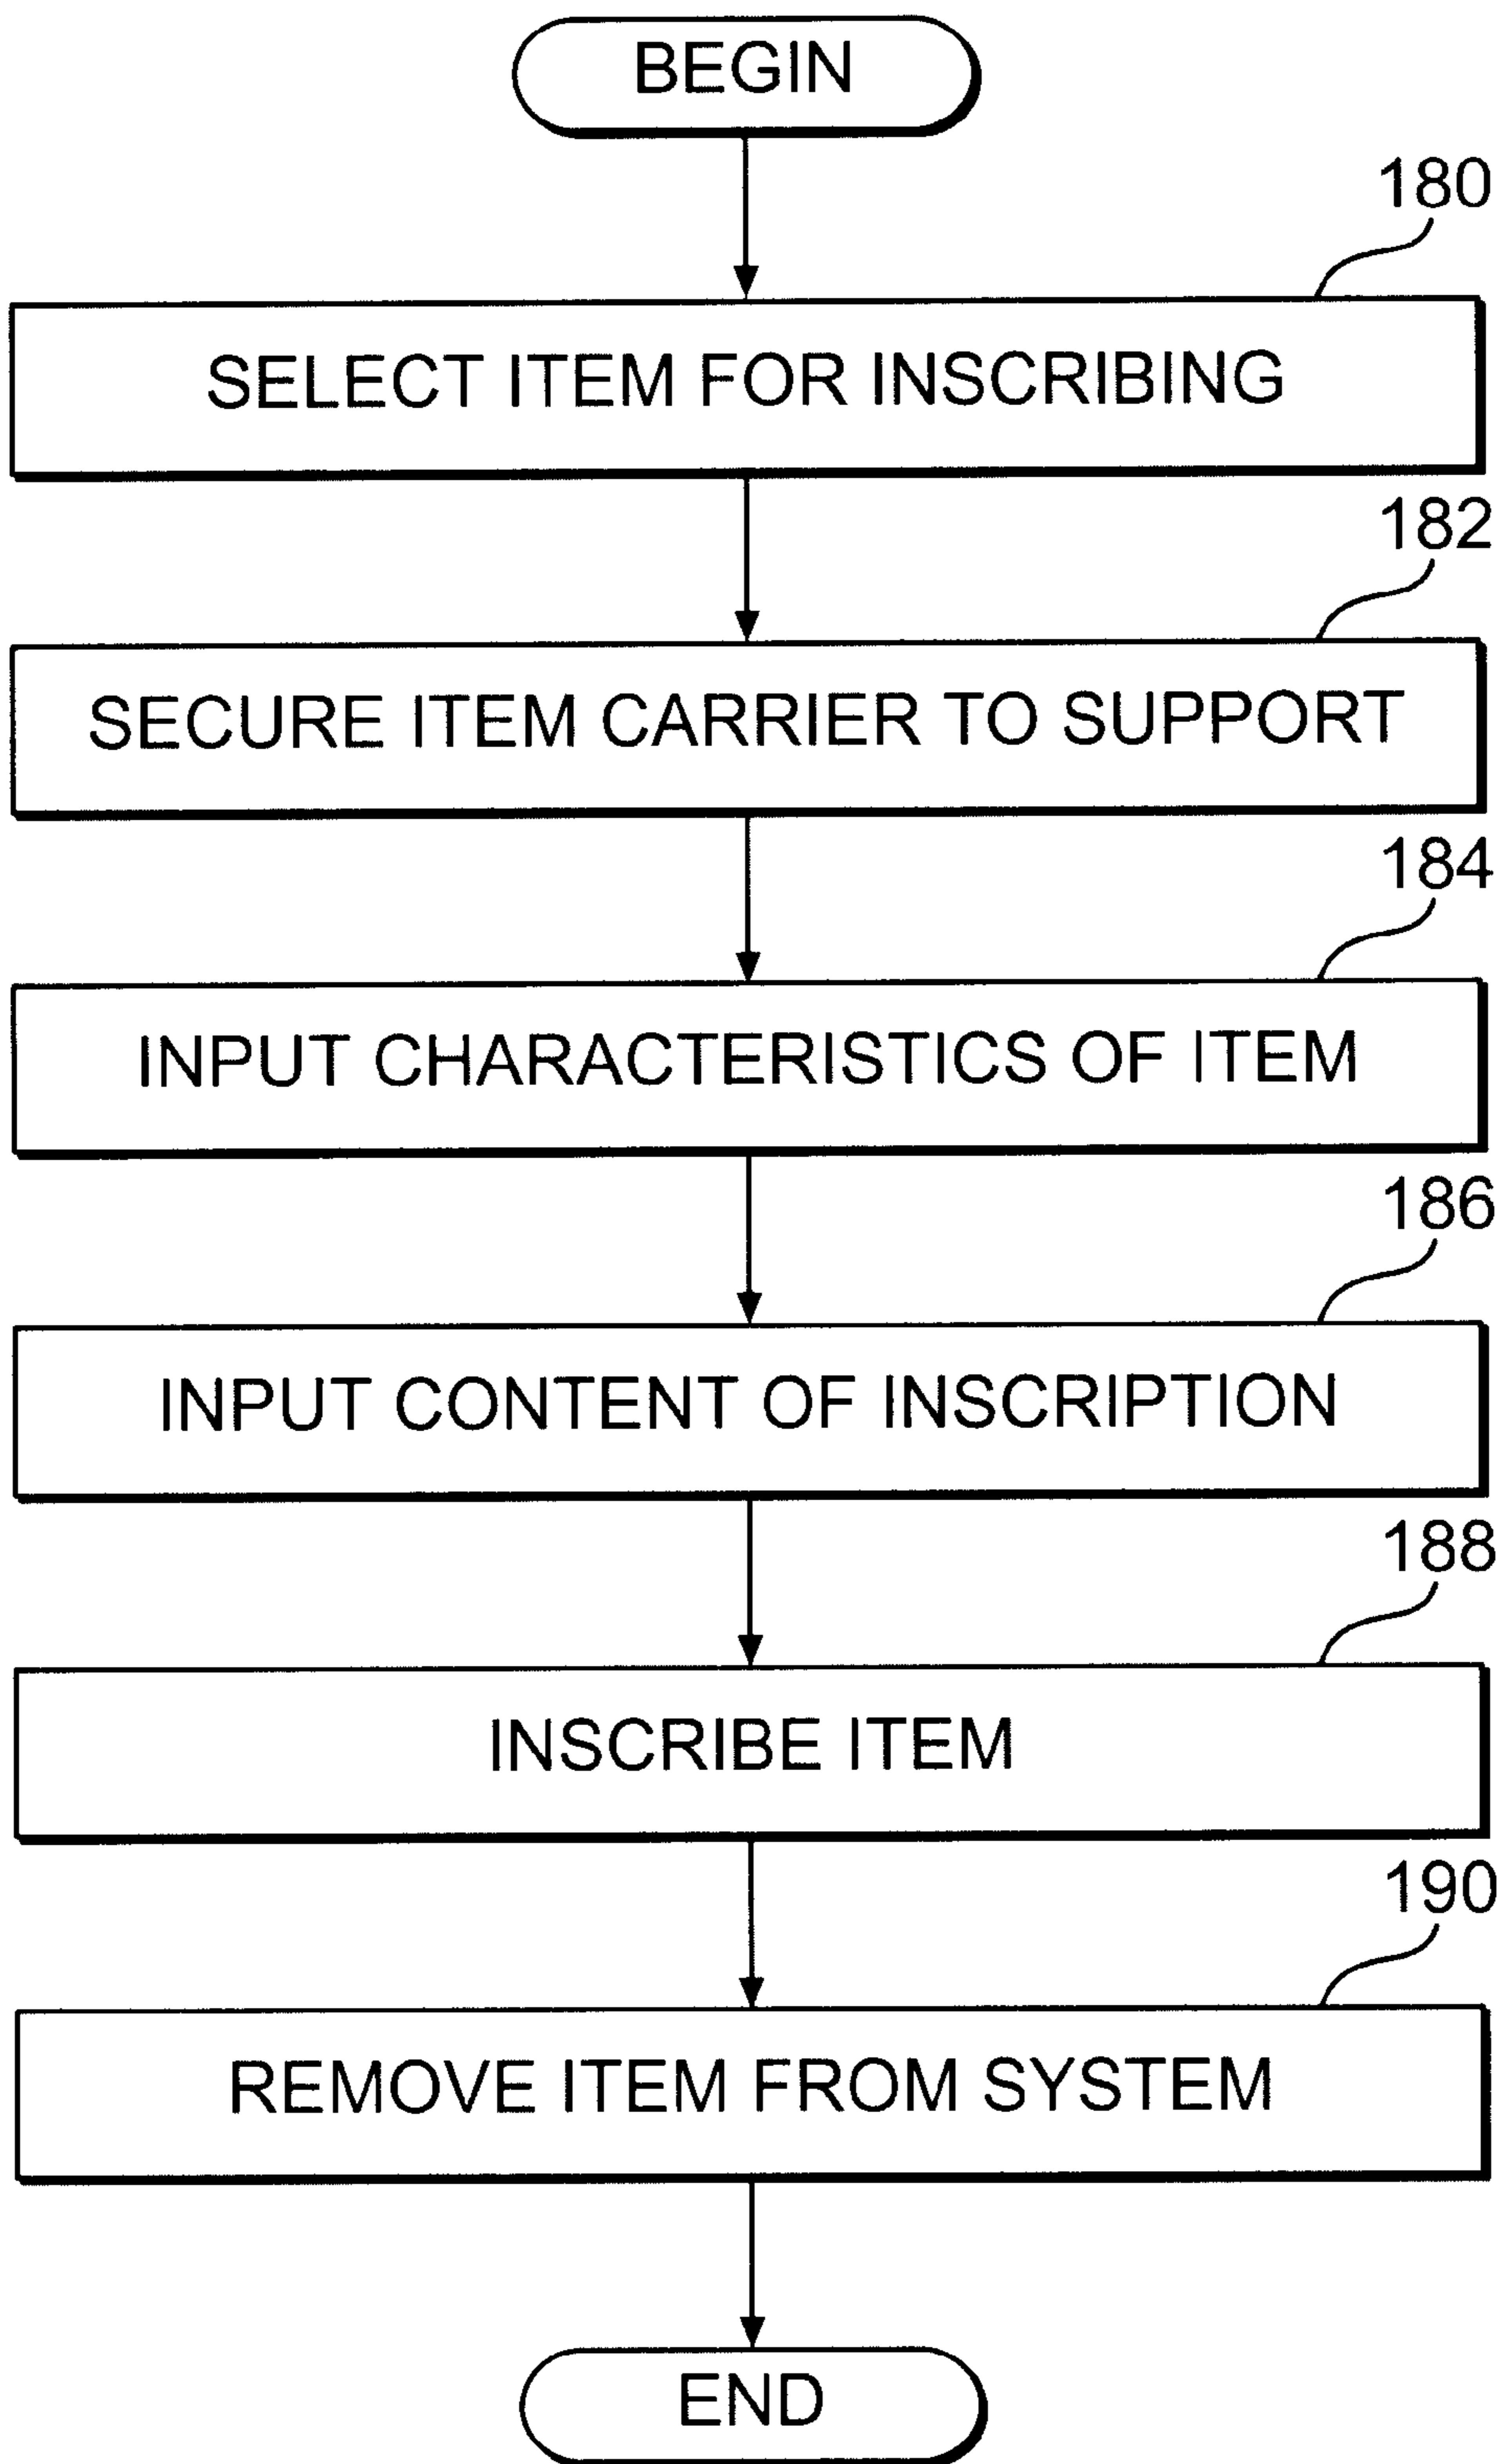 BEGIN
180
SELECT ITEM FOR INSCRIBING
182
SECURE ITEM CARRIER TO SUPPORT
184
INPUT CHARACTERISTICS OF ITEM
186
INPUT CONTENT OF INSCRIPTION
188
INSCRIBE ITEM
190
REMOVE ITEM FROM SYSTEM
END